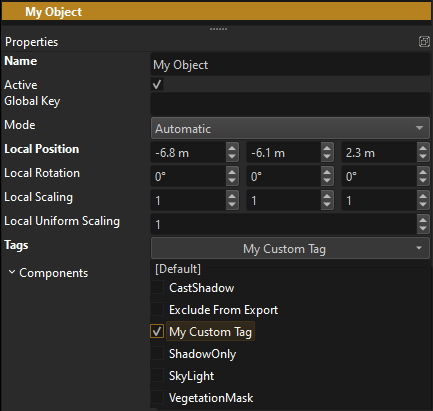 My Object
Properties
Name My Object
Active
Global Key
Mode Automatic
Local Position -6.8 m -6.1 m 2.3 m
Local Rotation 0° 0° 0°
Local Scaling 1 1 1
Local Uniform Scaling 1
Tags My Custom Tag
Components [Default]
CastShadow
Exclude From Export
My Custom Tag
ShadowOnly
SkyLight
VegetationMask